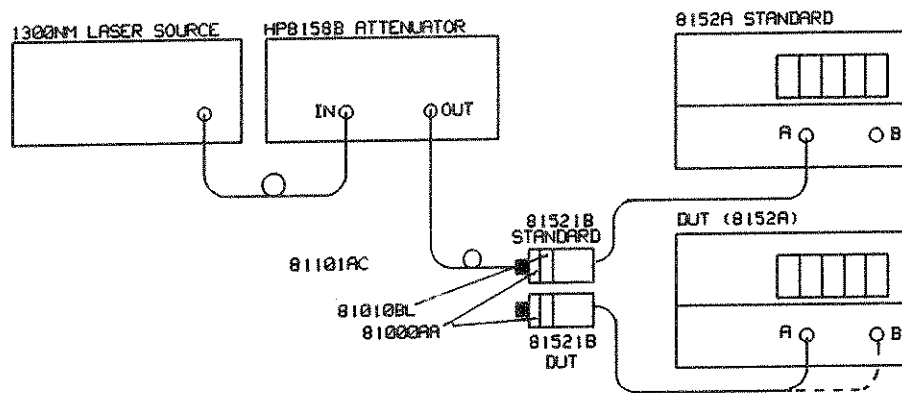 1300NM LASER SOURCE
HP8158B ATTENUATOR
8152A STANDARD
IN
OUT
A
B
81521B
STANDARD
DUT (8152A)
81101AC
81010BL
81000AA
81521B
DUT
A
B